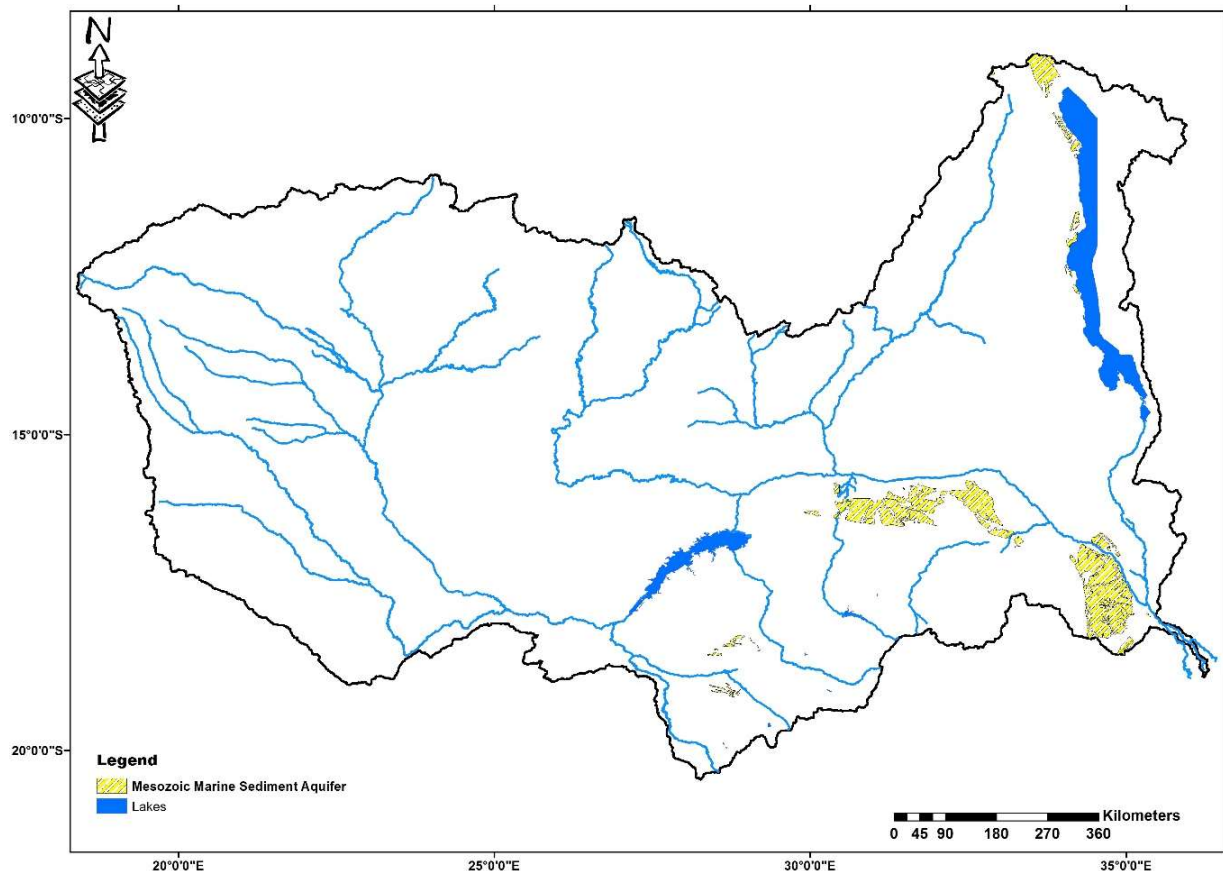 N
10°0'0"S
15°0'0"S
20°0'0"S
Legend
Mesozoic Marine Sediment Aquifer
Lakes
Kilometers
0 45 90 180 270 360
20°0'0"E 25°0'0"E 30°0'0"E 35°0'0"E